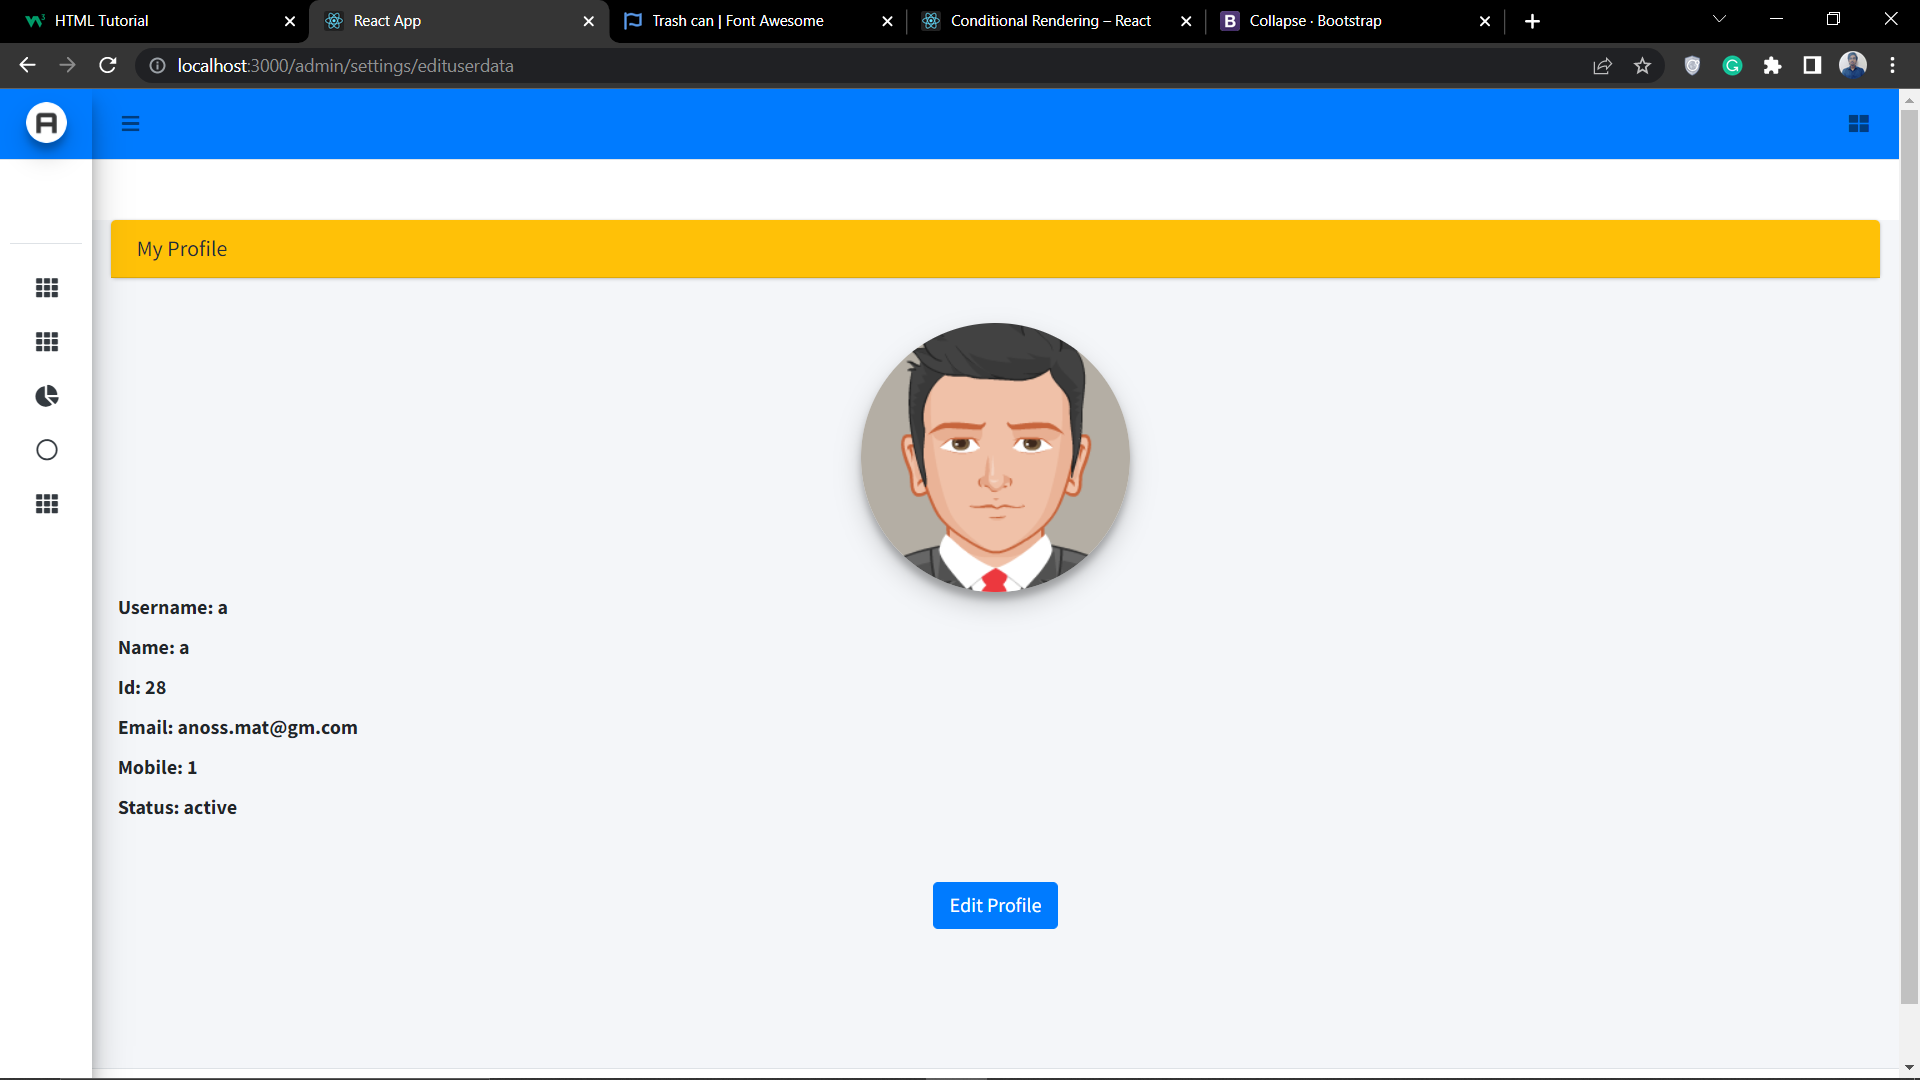 HTML Tutorial
React App
Trash can | Font Awesome
Conditional Rendering – React
B
Collapse · Bootstrap
localhost:3000/admin/settings/edituserdata
A
My Profile
Username: a
Name: a
Id: 28
Email: anoss.mat@gm.com
Mobile: 1
Status: active
Edit Profile